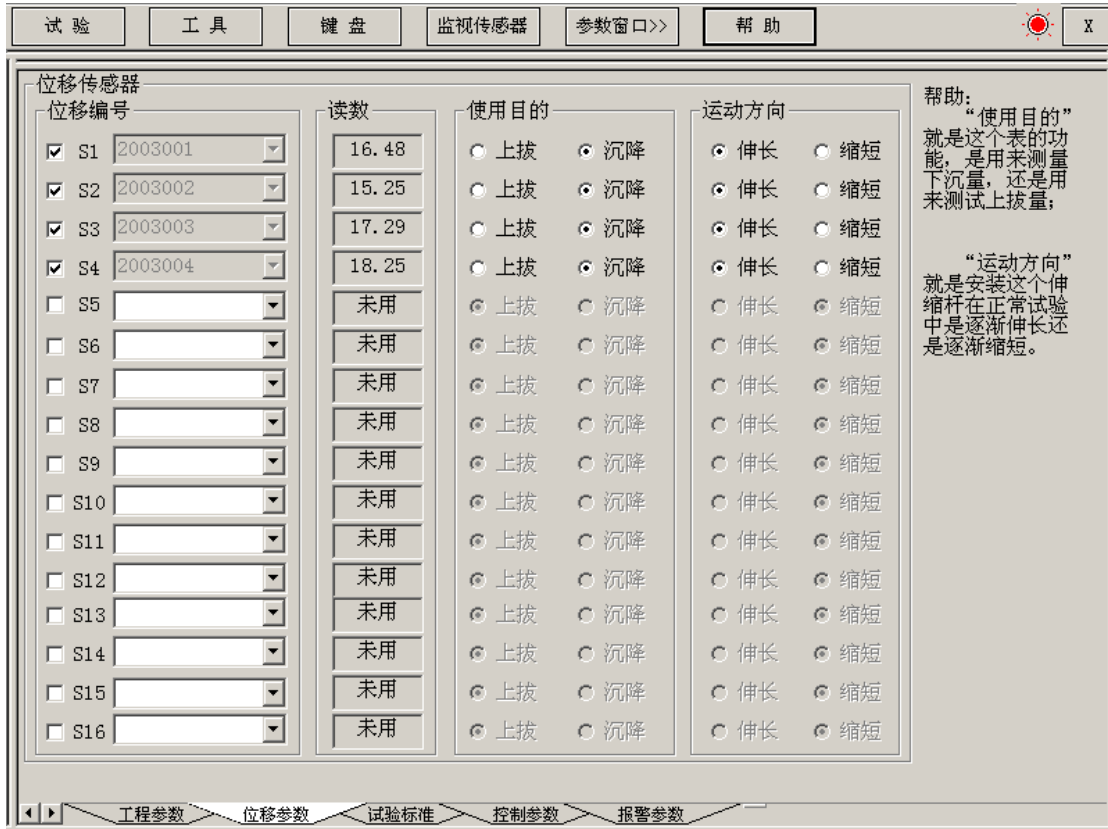 试 验 工 具 键 盘 监视传感器 参数窗口>> 帮 助 X
位移传感器
位移编号 读数 使用目的 运动方向
S1 2003001 16.48 上拔 沉降 伸长 缩短
S2 2003002 15.25 上拔 沉降 伸长 缩短
S3 2003003 17.29 上拔 沉降 伸长 缩短
S4 2003004 18.25 上拔 沉降 伸长 缩短
S5 未用 上拔 沉降 伸长 缩短
S6 未用 上拔 沉降 伸长 缩短
S7 未用 上拔 沉降 伸长 缩短
S8 未用 上拔 沉降 伸长 缩短
S9 未用 上拔 沉降 伸长 缩短
S10 未用 上拔 沉降 伸长 缩短
S11 未用 上拔 沉降 伸长 缩短
S12 未用 上拔 沉降 伸长 缩短
S13 未用 上拔 沉降 伸长 缩短
S14 未用 上拔 沉降 伸长 缩短
S15 未用 上拔 沉降 伸长 缩短
S16 未用 上拔 沉降 伸长 缩短
帮助:
“使用目的”
就是这个表的功
能，是用来测量
下沉量，还是用
来测试上拔量;
“运动方向”
就是安装这个伸
缩杆在正常试验
中是逐渐伸长还
是逐渐缩短。
工程参数 位移参数 试验标准 控制参数 报警参数